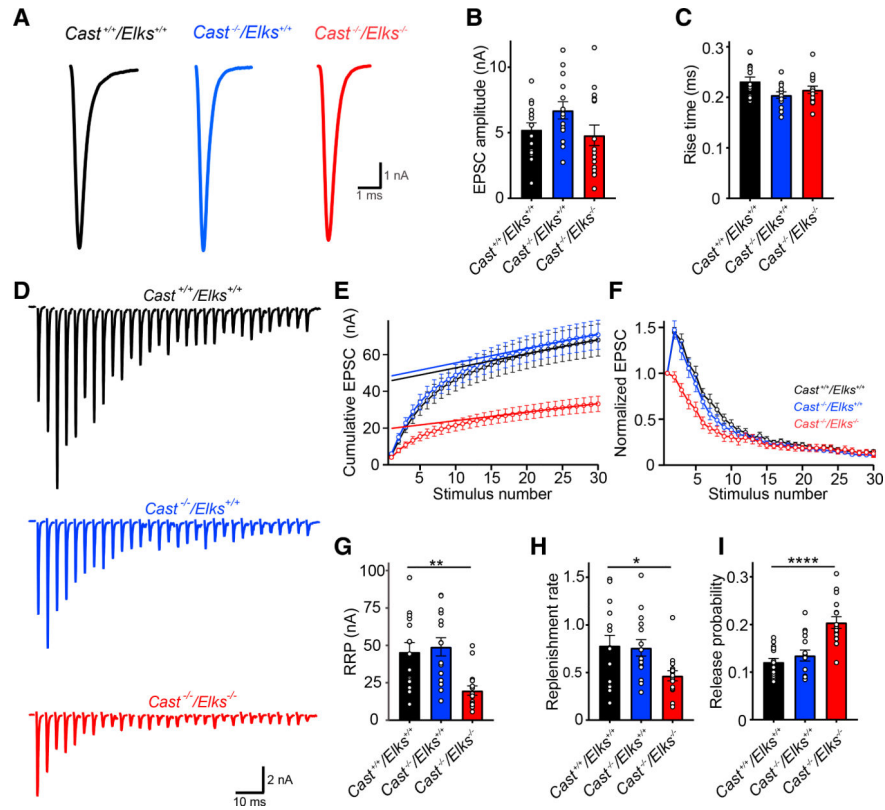 A
Cast+/+/Elks+/+
Cast-/-/Elks+/+
Cast-/-/Elks-/-
1 nA
1 ms
B
EPSC amplitude (nA)
10
5
0
Cast+/+/Elks+/+
Cast-/-/Elks+/+
Cast-/-/Elks-/-
C
Rise time (ms)
0.3
0.2
0.1
0
Cast+/+/Elks+/+
Cast-/-/Elks+/+
Cast-/-/Elks-/-
D
Cast+/+/Elks+/+
Cast-/-/Elks+/+
Cast-/-/Elks-/-
2 nA
10 ms
E
Cumulative EPSC (nA)
60
40
20
0
5
10
15
20
25
30
Stimulus number
F
Normalized EPSC
1.5
1.0
0.5
0
Cast+/+/Elks+/+
Cast-/-/Elks+/+
Cast-/-/Elks-/-
5
10
15
20
25
30
Stimulus number
G
RRP (nA)
100
75
50
25
0
**
Cast+/+/Elks+/+
Cast-/-/Elks+/+
Cast-/-/Elks-/-
H
Replenishment rate
1.5
1.0
0.5
0
*
Cast+/+/Elks+/+
Cast-/-/Elks+/+
Cast-/-/Elks-/-
I
Release probability
0.3
0.2
0.1
0
****
Cast+/+/Elks+/+
Cast-/-/Elks+/+
Cast-/-/Elks-/-